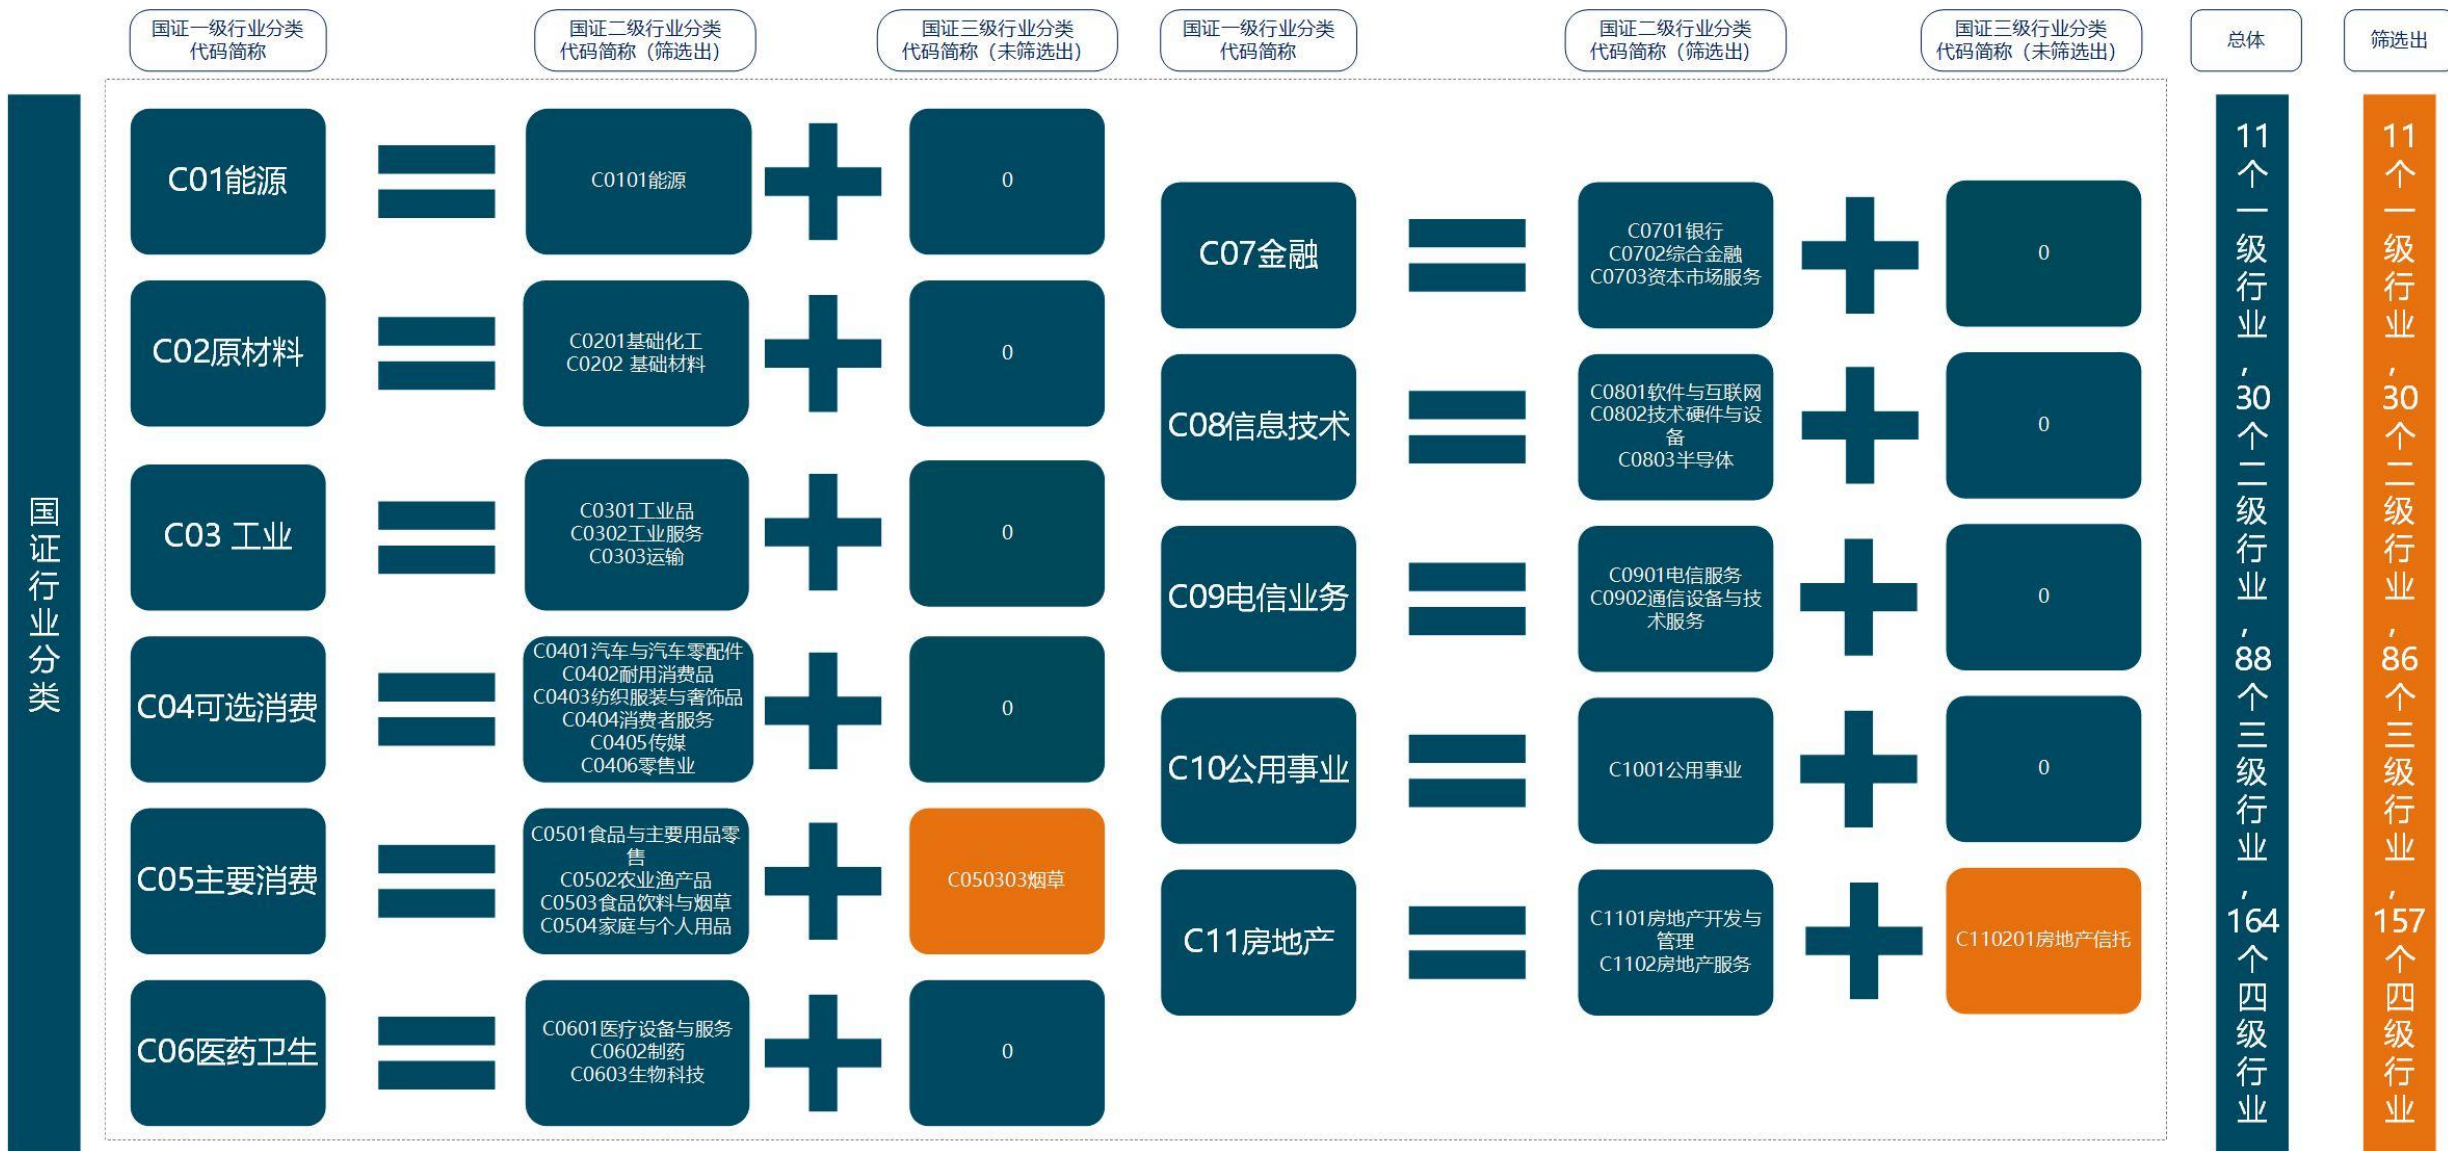 国证一级行业分类
代码简称
国证二级行业分类
代码简称（筛选出）
国证三级行业分类
代码简称（未筛选出）
国证一级行业分类
代码简称
国证二级行业分类
代码简称（筛选出）
国证三级行业分类
代码简称（未筛选出）
总体
筛选出
国证行业分类
C01能源
C0101能源
0
C02原材料
C0201基础化工
C0202 基础材料
0
C03 工业
C0301工业品
C0302工业服务
C0303运输
0
C04可选消费
C0401汽车与汽车零配件
C0402耐用消费品
C0403纺织服装与奢饰品
C0404消费者服务
C0405传媒
C0406零售业
0
C05主要消费
C0501食品与主要用品零
售
C0502农业渔产品
C0503食品饮料与烟草
C0504家庭与个人用品
C050303烟草
C06医药卫生
C0601医疗设备与服务
C0602制药
C0603生物科技
0
C07金融
C0701银行
C0702综合金融
C0703资本市场服务
0
C08信息技术
C0801软件与互联网
C0802技术硬件与设
备
C0803半导体
0
C09电信业务
C0901电信服务
C0902通信设备与技
术服务
0
C10公用事业
C1001公用事业
0
C11房地产
C1101房地产开发与
管理
C1102房地产服务
C110201房地产信托
11个一级行业,30个二级行业,88个三级行业,164个四级行业
11个一级行业,30个二级行业,86个三级行业,157个四级行业